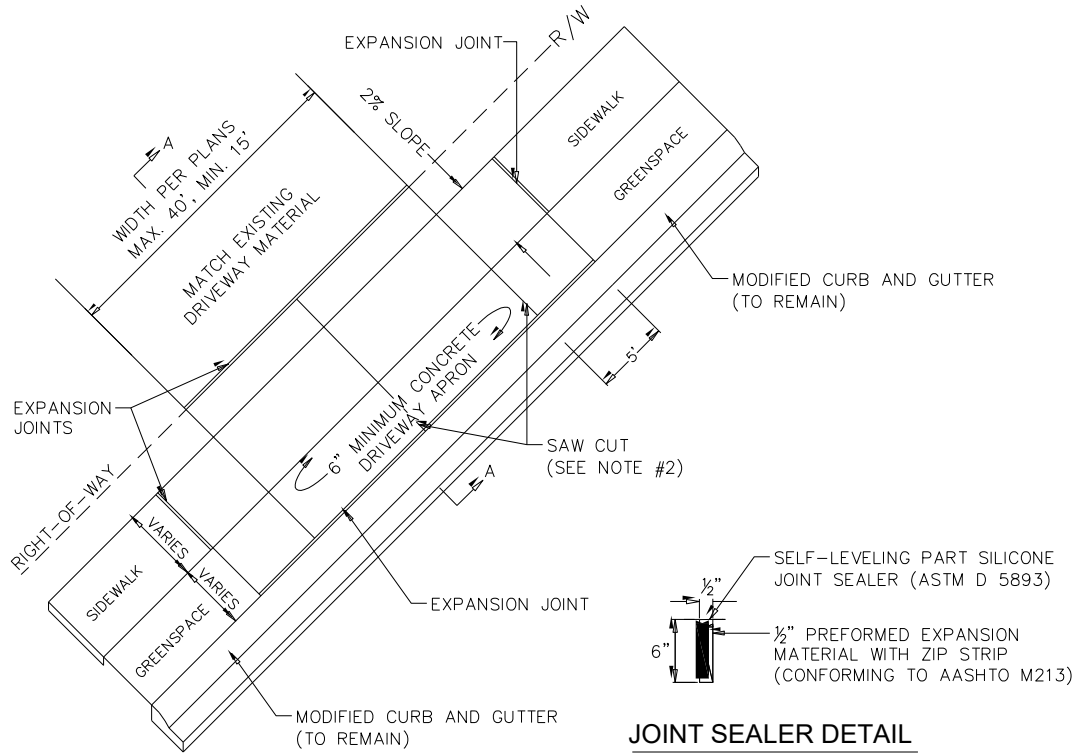 EXPANSION JOINT
R/W
2% SLOPE
SIDEWALK
GREENSPACE
A
WIDTH PER PLANS
MAX. 40', MIN. 15'
MATCH EXISTING
DRIVEWAY MATERIAL
MODIFIED CURB AND GUTTER
(TO REMAIN)
5'
6" MINIMUM CONCRETE
DRIVEWAY APRON
EXPANSION
JOINTS
SAW CUT
(SEE NOTE #2)
A
RIGHT-OF-WAY
VARIES
VARIES
SIDEWALK
GREENSPACE
EXPANSION JOINT
MODIFIED CURB AND GUTTER
(TO REMAIN)
SELF-LEVELING PART SILICONE
JOINT SEALER (ASTM D 5893)
½"
6"
½" PREFORMED EXPANSION
MATERIAL WITH ZIP STRIP
(CONFORMING TO AASHTO M213)
JOINT SEALER DETAIL